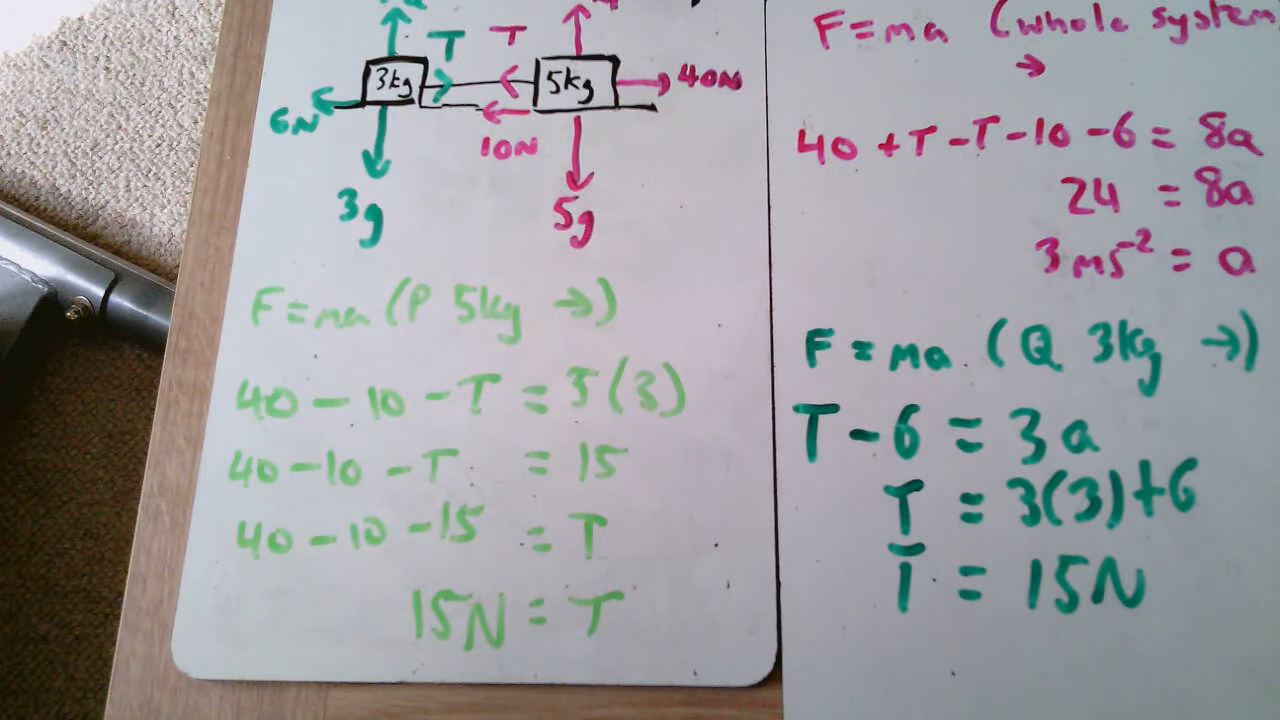 T T
3kg 5kg 40N
6N 10N
3g 5g
F=ma (P 5kg →)
40 - 10 - T = 5(3)
40 - 10 - T = 15
40 - 10 - 15 = T
15N = T
F=ma (whole system
→
40 + T - T - 10 - 6 = 8a
24 = 8a
3ms⁻² = a
F = ma (Q 3kg →)
T - 6 = 3a
T = 3(3)+6
T = 15N